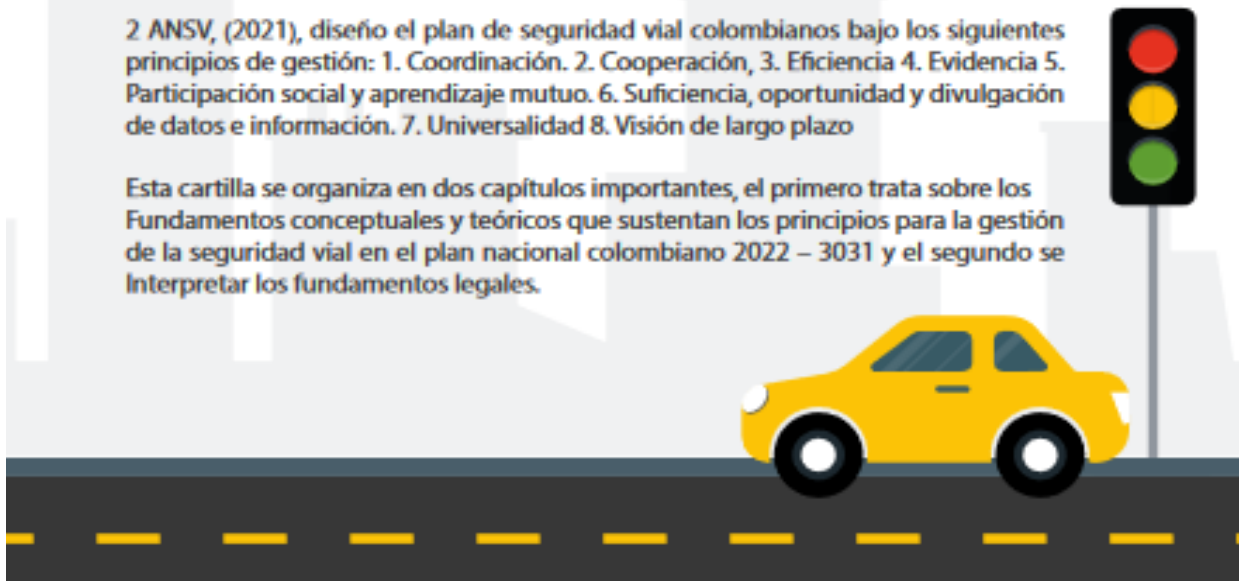 2 ANSV, (2021), diseño el plan de seguridad vial colombianos bajo los siguientes
principios de gestión: 1. Coordinación. 2. Cooperación, 3. Eficiencia 4. Evidencia 5.
Participación social y aprendizaje mutuo. 6. Suficiencia, oportunidad y divulgación
de datos e información. 7. Universalidad 8. Visión de largo plazo
Esta cartilla se organiza en dos capítulos importantes, el primero trata sobre los
Fundamentos conceptuales y teóricos que sustentan los principios para la gestión
de la seguridad vial en el plan nacional colombiano 2022 – 3031 y el segundo se
Interpretar los fundamentos legales.